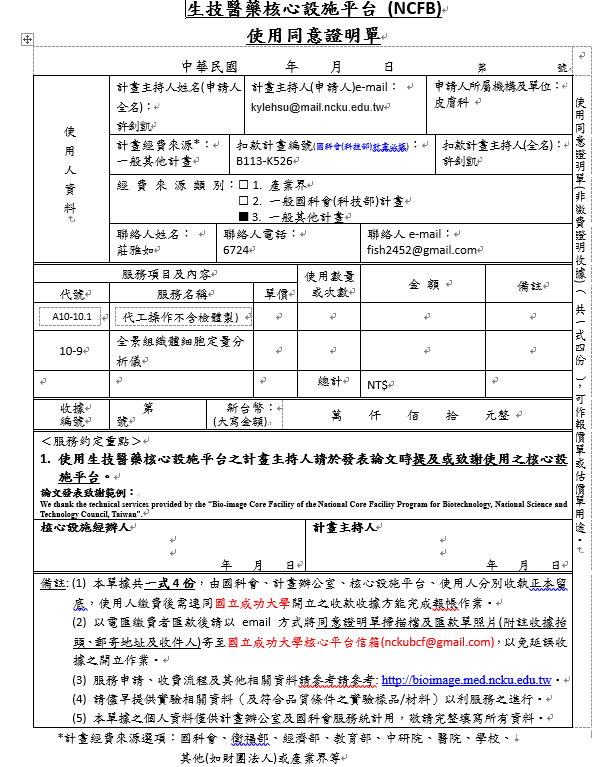 生技醫藥核心設施平台 (NCFB)
使用同意證明單
中華民國 年 月 日 第 號
使用人資料
計畫主持人姓名(申請人全名)：
許釗凱
計畫主持人(申請人)e-mail：
kylehsu@mail.ncku.edu.tw
申請人所屬機構及單位：
皮膚科
計畫經費來源*：
一般其他計畫
扣款計畫編號(國科會(科技部)計畫必填)：
B113-K526
扣款計畫主持人(全名)：
許釗凱
經費來源類別：□ 1. 產業界
□ 2. 一般國科會(科技部)計畫
■ 3. 一般其他計畫
聯絡人姓名：
莊雅如
聯絡人電話：
6724
聯絡人 e-mail：
fish2452@gmail.com
服務項目及內容 使用數量或次數 金 額 備註
代號 服務名稱 單價
A10-10.1 代工操作不含檢體製)
10-9 全景組織體細胞定量分析儀
總計 NT$
收據編號 第 號 新台幣：(大寫金額) 萬 仟 佰 拾 元整
＜服務約定重點＞
1. 使用生技醫藥核心設施平台之計畫主持人請於發表論文時提及或致謝使用之核心設
施平台。
論文發表致謝範例：
We thank the technical services provided by the "Bio-image Core Facility of the National Core Facility Program for Biotechnology, National Science and
Technology Council, Taiwan".
核心設施經辦人 計畫主持人
年 月 日 年 月 日
備註: (1) 本單據共一式 4 份，由國科會、計畫辦公室、核心設施平台、使用人分別收執正本留
底，使用人繳費後需連同國立成功大學開立之收款收據方能完成報帳作業。
(2) 以電匯繳費者匯款後請以 email 方式將同意證明單掃描檔及匯款單照片(附註收據抬
頭、郵寄地址及收件人)寄至國立成功大學核心平台信箱(nckubcf@gmail.com)，以免延誤收
據之開立作業。
(3) 服務申請、收費流程及其他相關資料請參考請參考: http://bioimage.med.ncku.edu.tw。
(4) 請儘早提供實驗相關資料（及符合品質條件之實驗樣品/材料）以利服務之進行。
(5) 本單據之個人資料僅供計畫辦公室及國科會服務統計用，敬請完整填寫所有資料。
*計畫經費來源選項：國科會、衛福部、經濟部、教育部、中研院、醫院、學校、
其他(如財團法人)或產業界等
使用同意證明單(非繳費證明收據)（共一式四份），可作報價單或估價單用途。